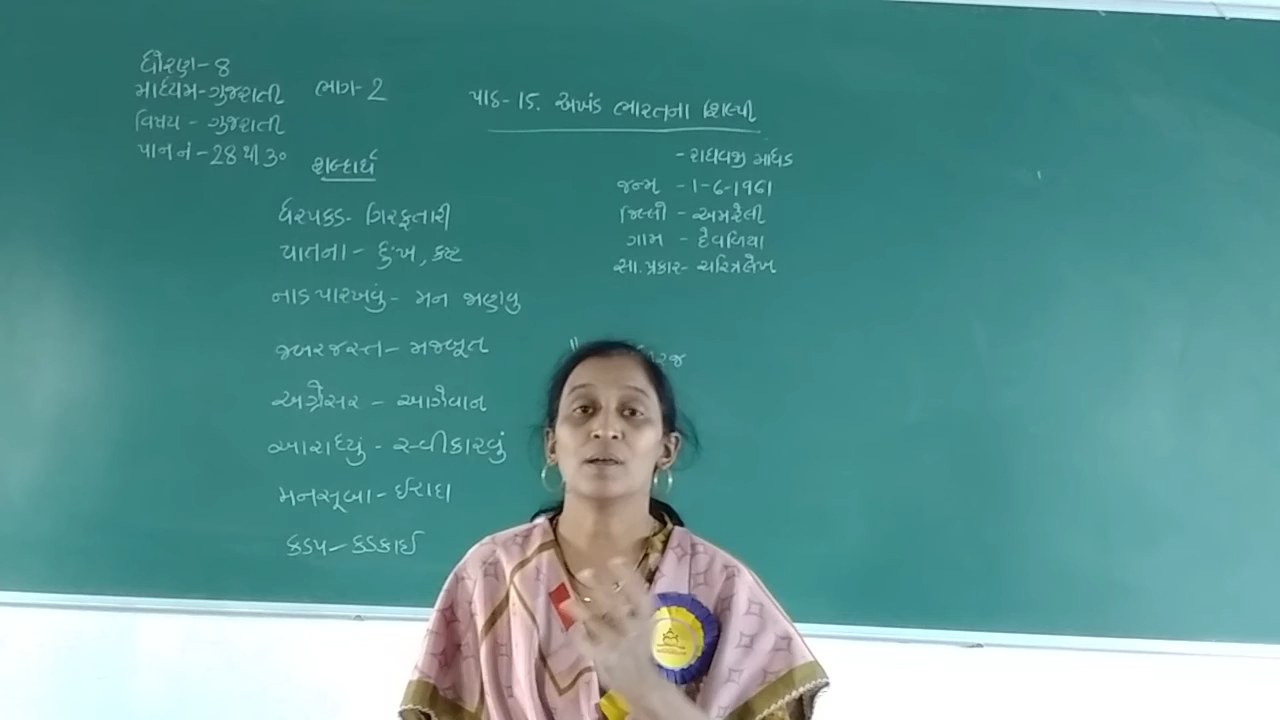 ધોરણ - 8
માધ્યમ - ગુજરાતી
વિષય - ગુજરાતી
પાન નં - 28 થી 30
ભાગ - 2
પાઠ - 15. અખંડ ભારતના શિલ્પી
- રાઘવજી માધડ
જન્મ - 1-6-1961
જિલ્લો - અમરેલી
ગામ - દેવળિયા
સા. પ્રકાર - ચરિત્રલેખ
શબ્દાર્થ
ધરપકડ - ગિરફતારી
યાતના - દુઃખ, કષ્ટ
નાડ પારખવું - મન જાણવુ
જબરજસ્ત - મજબૂત
અગ્રેસર - આગેવાન
આરાધ્યું - સ્વીકારવું
મનસૂબા - ઈરાદા
કડપ - કડકાઈ